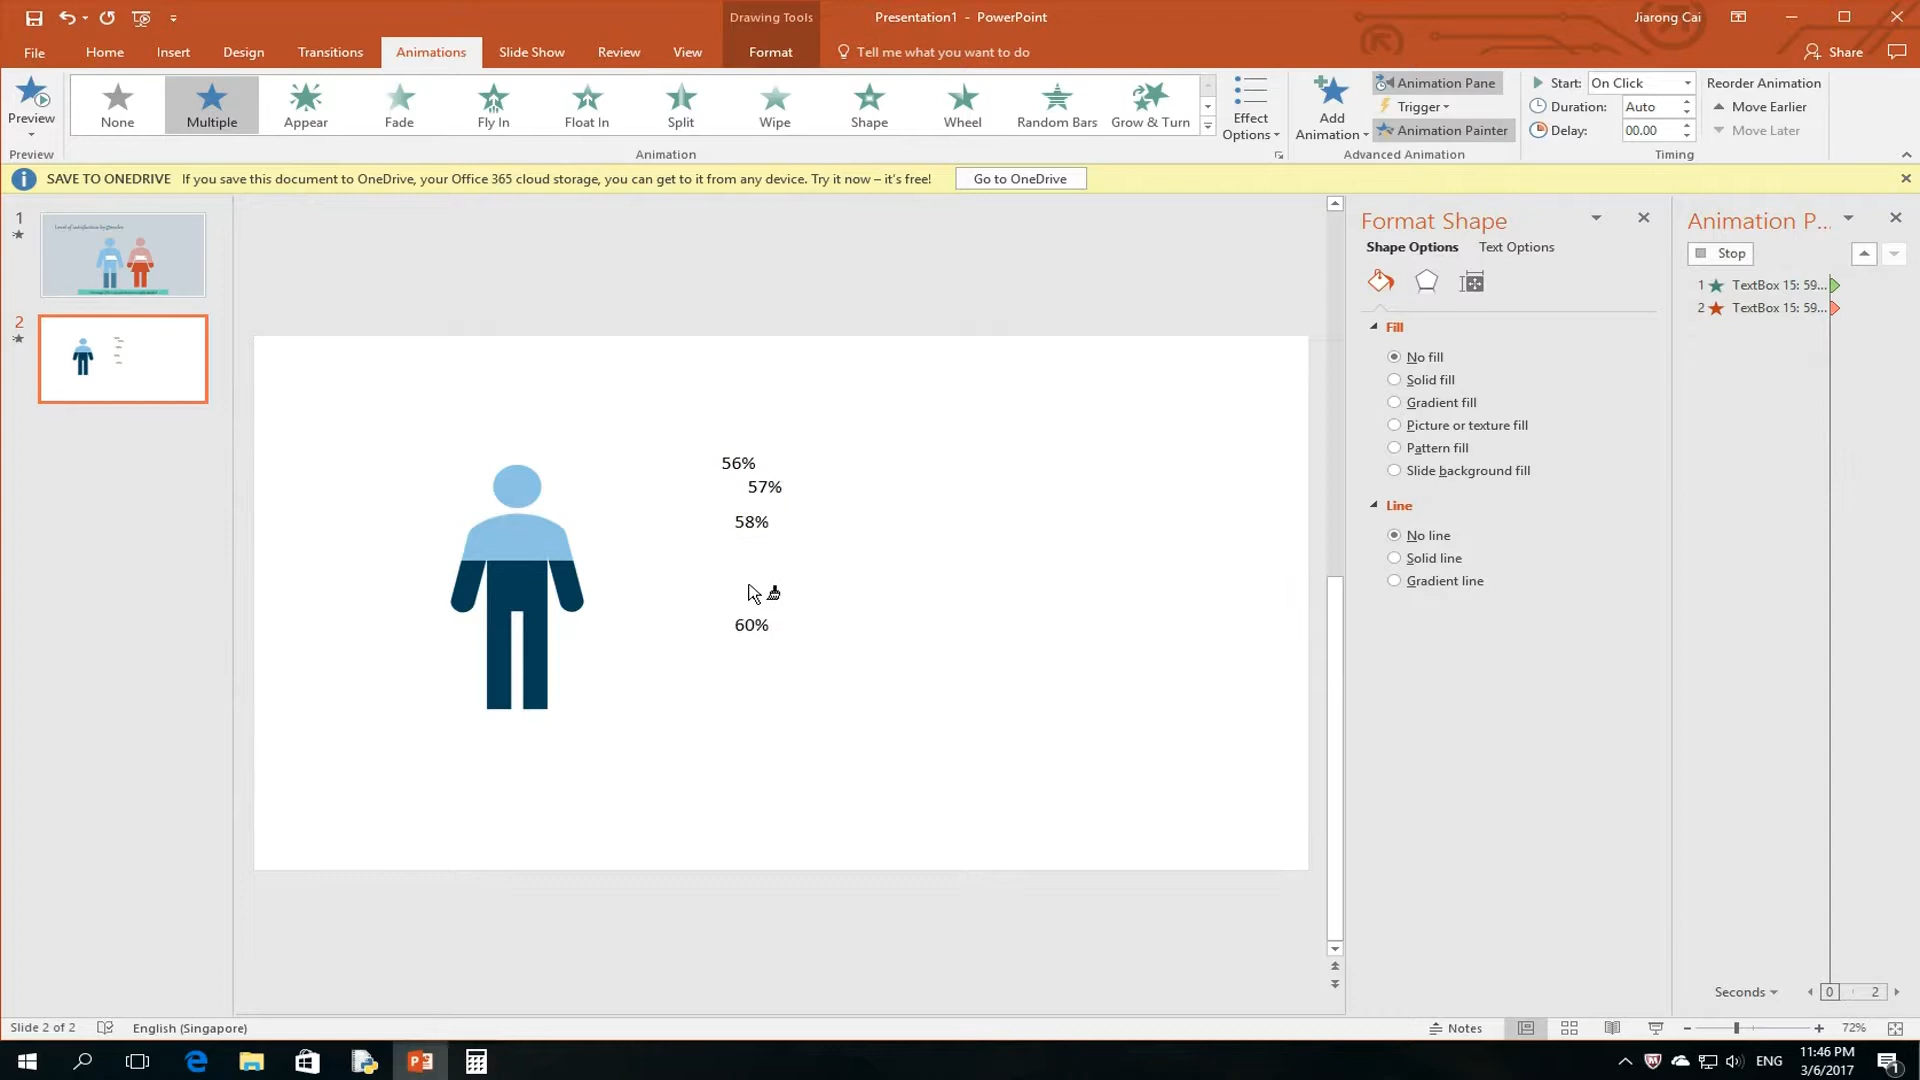 Drawing Tools
Presentation1 - PowerPoint
Jiarong Cai
File
Home
Insert
Design
Transitions
Animations
Slide Show
Review
View
Format
Tell me what you want to do
Share
Preview
None
Multiple
Appear
Fade
Fly In
Float In
Split
Wipe
Shape
Wheel
Random Bars
Grow & Turn
Effect Options
Add Animation
Animation Pane
Trigger
Animation Painter
Start: On Click
Duration: Auto
Delay: 00.00
Reorder Animation
Move Earlier
Move Later
Preview
Animation
Advanced Animation
Timing
SAVE TO ONEDRIVE If you save this document to OneDrive, your Office 365 cloud storage, you can get to it from any device. Try it now – it's free!
Go to OneDrive
1
Level of satisfaction by Gender
2
56%
57%
58%
60%
Format Shape
Shape Options
Text Options
Fill
No fill
Solid fill
Gradient fill
Picture or texture fill
Pattern fill
Slide background fill
Line
No line
Solid line
Gradient line
Animation P...
Stop
1 TextBox 15: 59...
2 TextBox 15: 59...
Seconds
0
2
Slide 2 of 2
English (Singapore)
Notes
72%
ENG
11:46 PM
3/6/2017
1